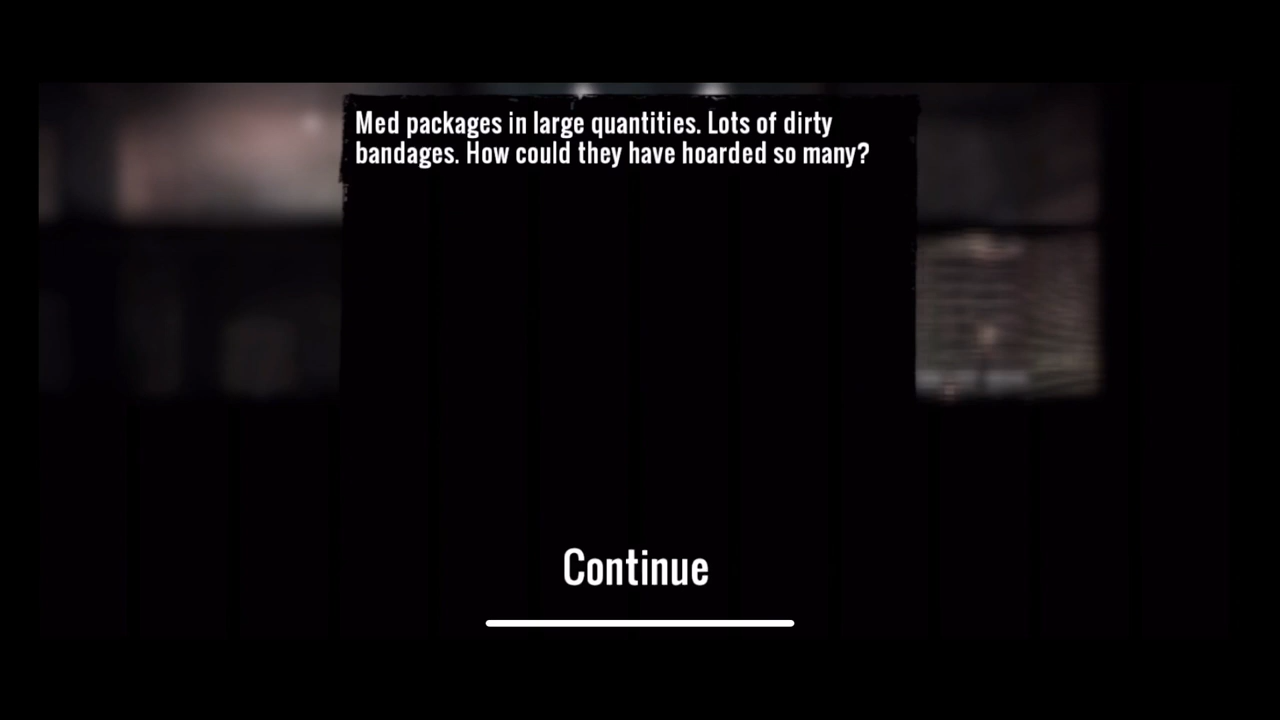 Med packages in large quantities. Lots of dirty
bandages. How could they have hoarded so many?
Continue